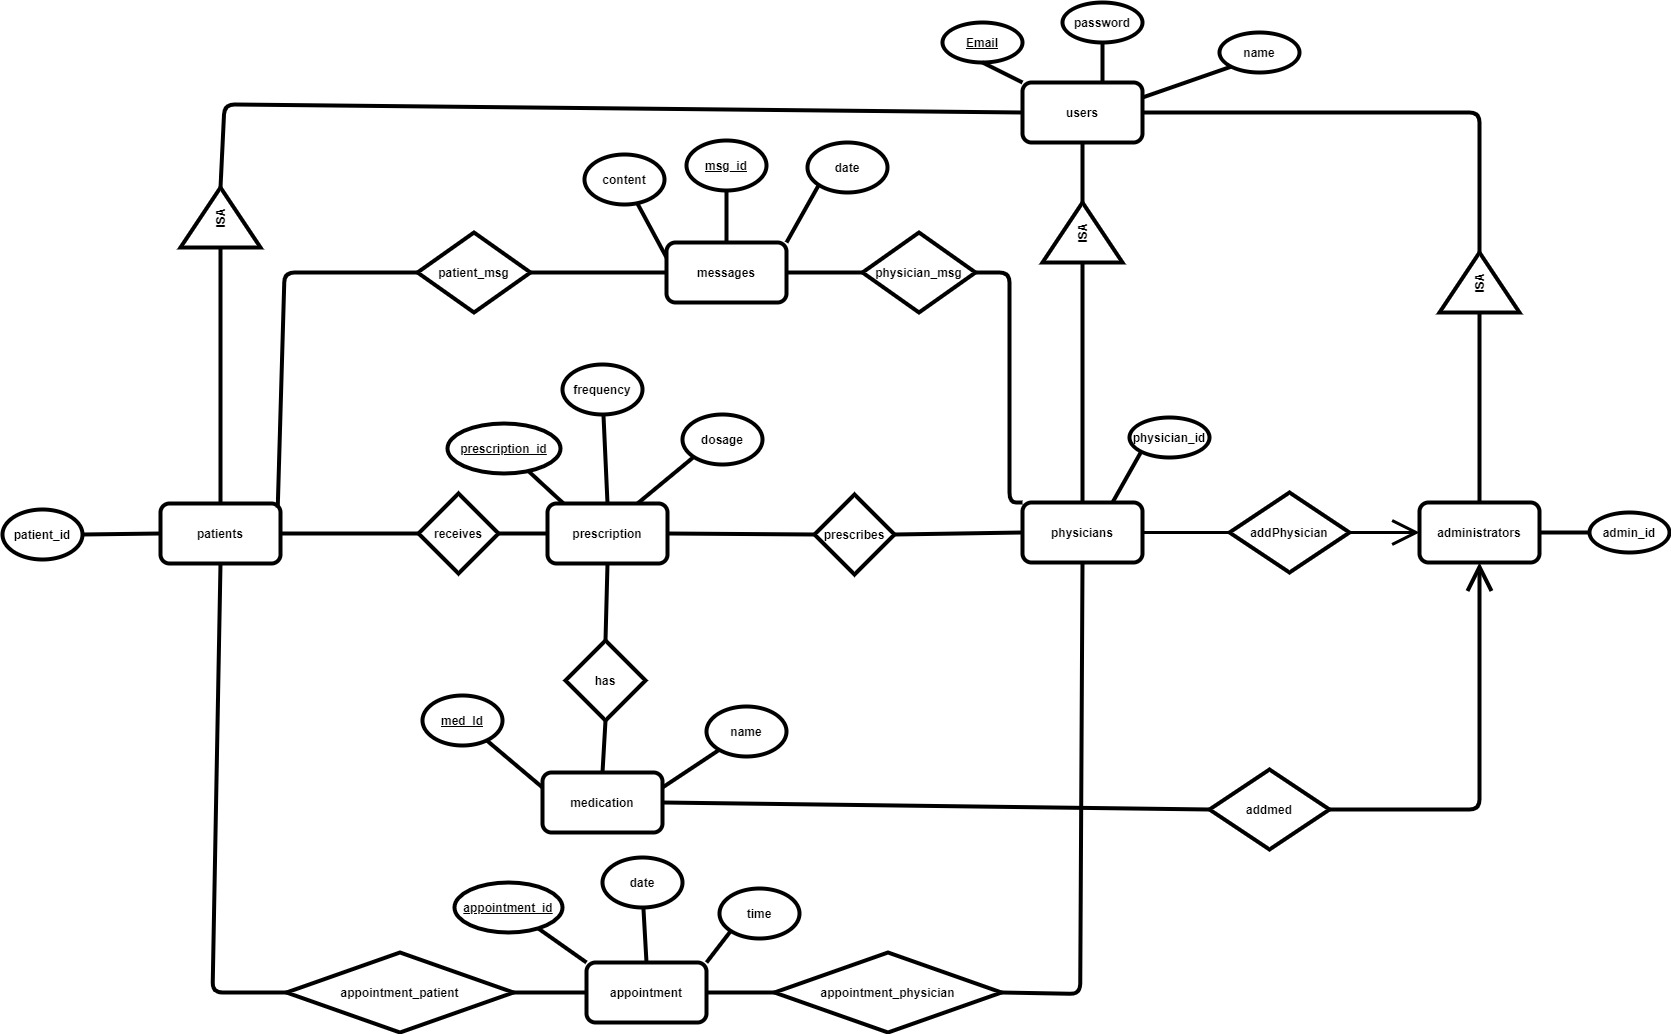 password
Email
name
users
content
msg_id
date
ISA
ISA
ISA
patient_msg
messages
physician_msg
frequency
prescription_id
dosage
physician_id
patient_id
patients
receives
prescription
prescribes
physicians
addPhysician
administrators
admin_id
has
med_Id
name
medication
addmed
date
appointment_id
time
appointment_patient
appointment
appointment_physician